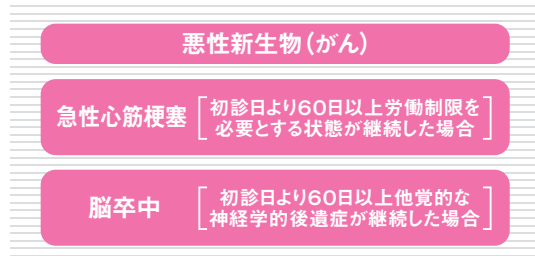 悪性新生物(がん)
急性心筋梗塞[初診日より60日以上労働制限を
必要とする状態が継続した場合]
脳卒中[初診日より60日以上他覚的な
神経学的後遺症が継続した場合]